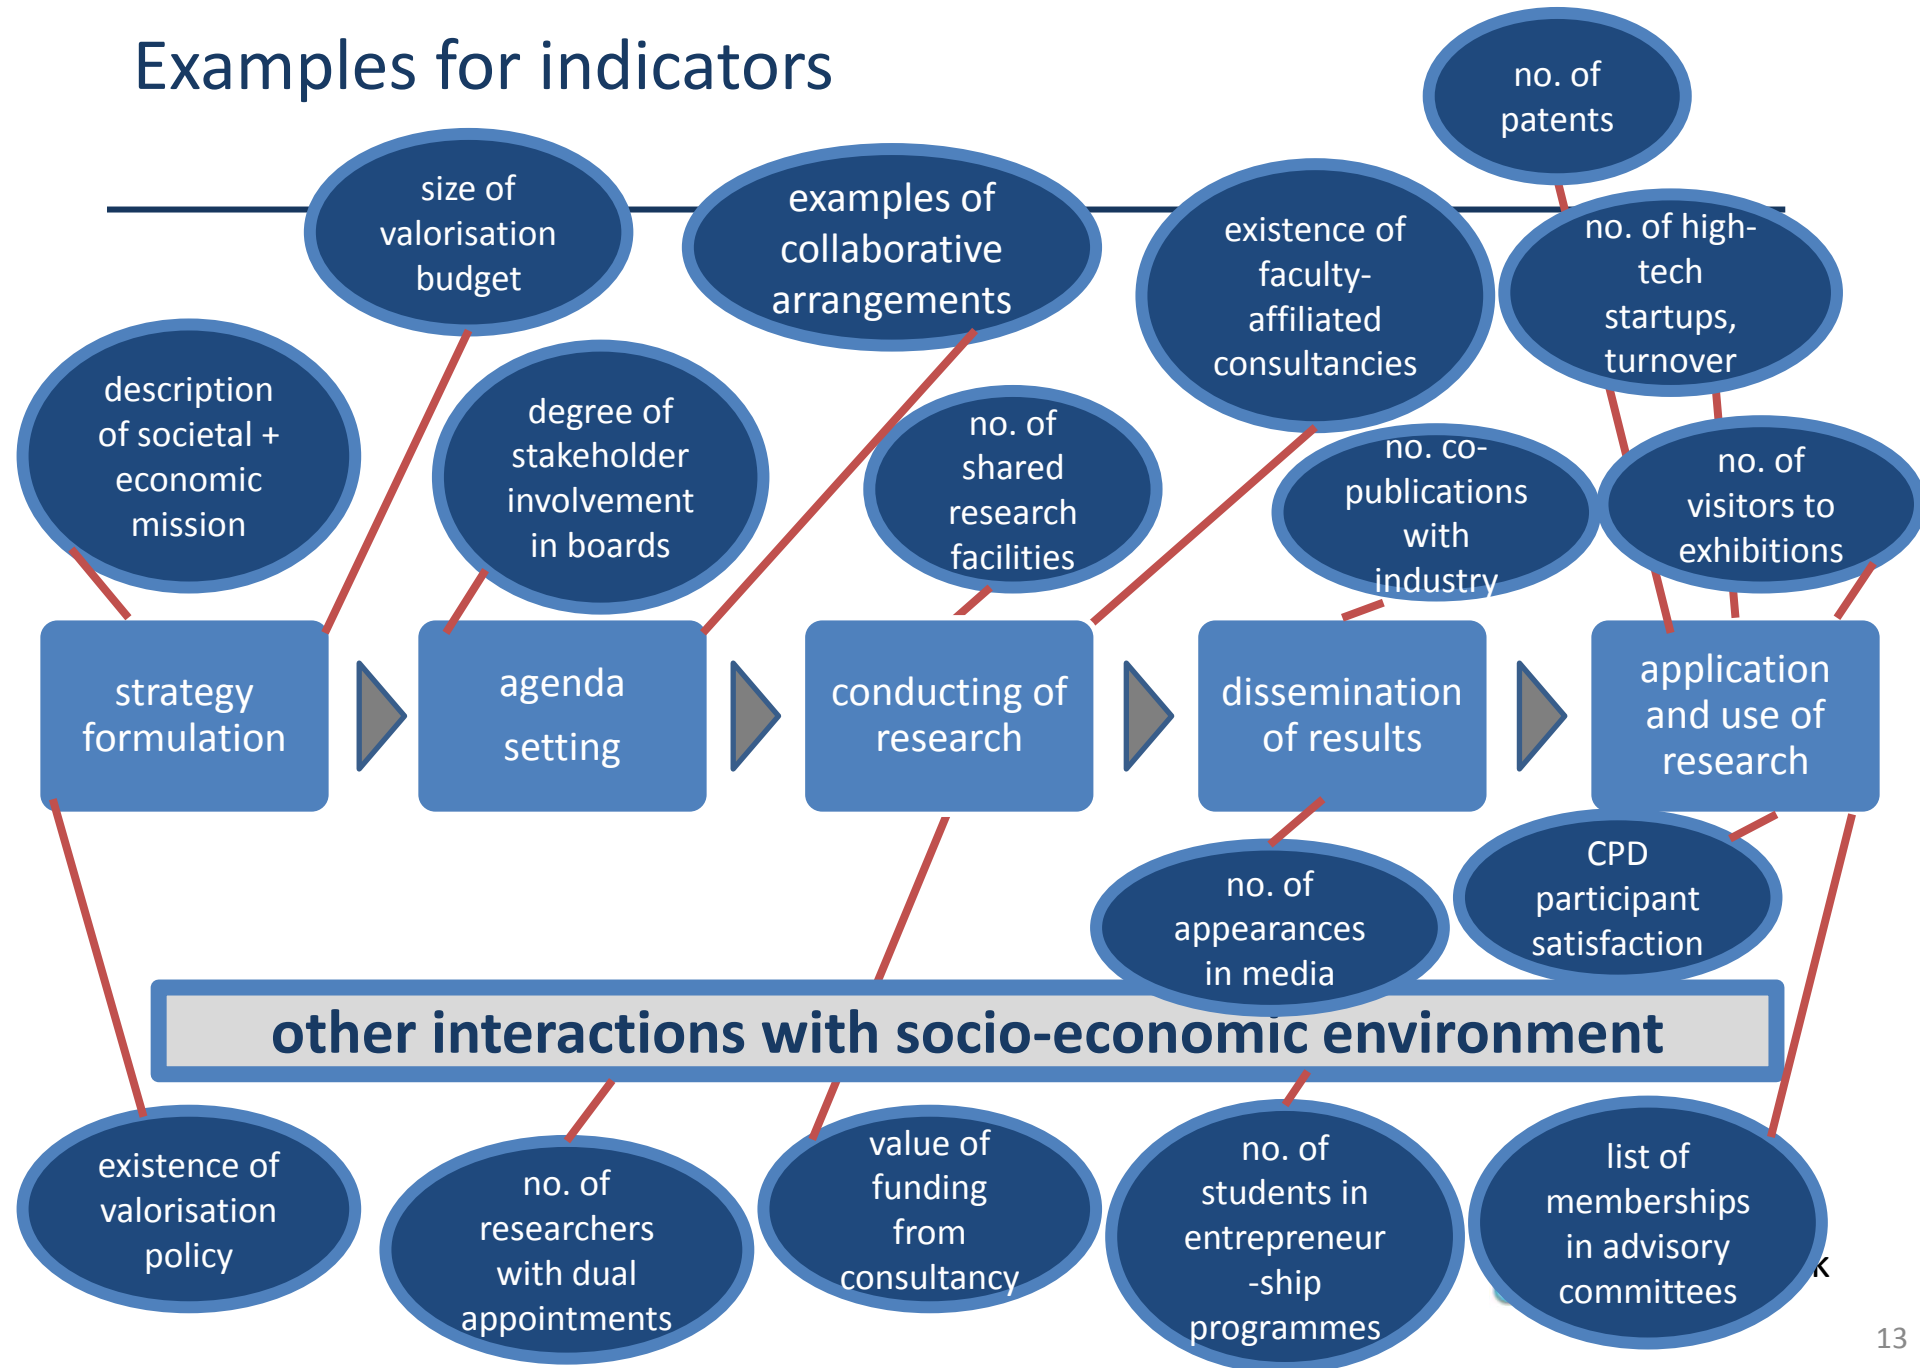 Examples for indicators
no. of
patents
size of
valorisation
budget
examples of
collaborative
arrangements
existence of
faculty-
affiliated
consultancies
no. of high-
tech
startups,
turnover
description
of societal +
economic
mission
degree of
stakeholder
involvement
in boards
no. of
shared
research
facilities
no. co-
publications
with
industry
no. of
visitors to
exhibitions
strategy
formulation
agenda
setting
conducting of
research
dissemination
of results
application
and use of
research
no. of
appearances
in media
CPD
participant
satisfaction
other interactions with socio-economic environment
existence of
valorisation
policy
no. of
researchers
with dual
appointments
value of
funding
from
consultancy
no. of
students in
entrepreneur
-ship
programmes
list of
memberships
in advisory
committees
13